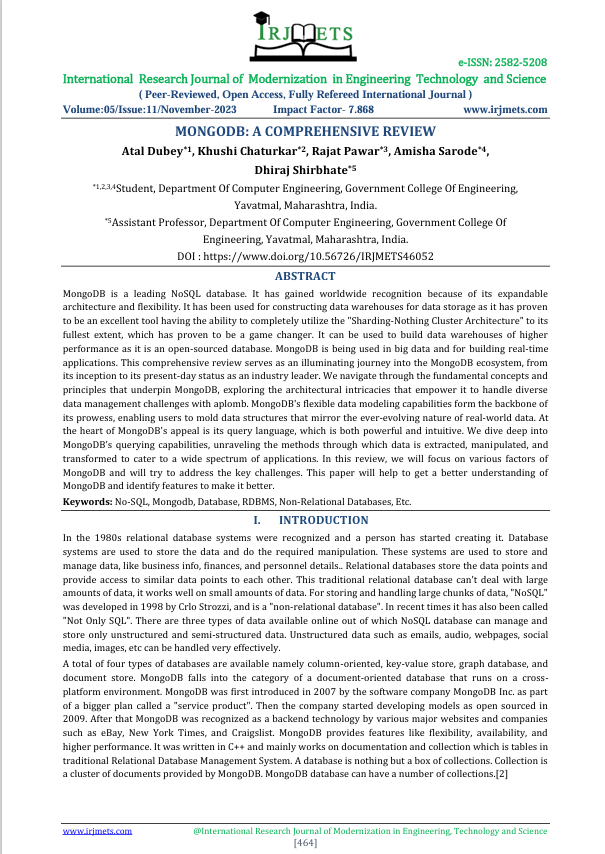 IRJMETS
e-ISSN: 2582-5208
International Research Journal of Modernization in Engineering Technology and Science
( Peer-Reviewed, Open Access, Fully Refereed International Journal )
Volume:05/Issue:11/November-2023 Impact Factor- 7.868 www.irjmets.com
MONGODB: A COMPREHENSIVE REVIEW
Atal Dubey*1, Khushi Chaturkar*2, Rajat Pawar*3, Amisha Sarode*4,
Dhiraj Shirbhate*5
*1,2,3,4Student, Department Of Computer Engineering, Government College Of Engineering,
Yavatmal, Maharashtra, India.
*5Assistant Professor, Department Of Computer Engineering, Government College Of
Engineering, Yavatmal, Maharashtra, India.
DOI : https://www.doi.org/10.56726/IRJMETS46052
ABSTRACT
MongoDB is a leading NoSQL database. It has gained worldwide recognition because of its expandable
architecture and flexibility. It has been used for constructing data warehouses for data storage as it has proven
to be an excellent tool having the ability to completely utilize the "Sharding-Nothing Cluster Architecture" to its
fullest extent, which has proven to be a game changer. It can be used to build data warehouses of higher
performance as it is an open-sourced database. MongoDB is being used in big data and for building real-time
applications. This comprehensive review serves as an illuminating journey into the MongoDB ecosystem, from
its inception to its present-day status as an industry leader. We navigate through the fundamental concepts and
principles that underpin MongoDB, exploring the architectural intricacies that empower it to handle diverse
data management challenges with aplomb. MongoDB's flexible data modeling capabilities form the backbone of
its prowess, enabling users to mold data structures that mirror the ever-evolving nature of real-world data. At
the heart of MongoDB's appeal is its query language, which is both powerful and intuitive. We dive deep into
MongoDB's querying capabilities, unraveling the methods through which data is extracted, manipulated, and
transformed to cater to a wide spectrum of applications. In this review, we will focus on various factors of
MongoDB and will try to address the key challenges. This paper will help to get a better understanding of
MongoDB and identify features to make it better.
Keywords: No-SQL, Mongodb, Database, RDBMS, Non-Relational Databases, Etc.
I. INTRODUCTION
In the 1980s relational database systems were recognized and a person has started creating it. Database
systems are used to store the data and do the required manipulation. These systems are used to store and
manage data, like business info, finances, and personnel details.. Relational databases store the data points and
provide access to similar data points to each other. This traditional relational database can't deal with large
amounts of data, it works well on small amounts of data. For storing and handling large chunks of data, "NoSQL"
was developed in 1998 by Crlo Strozzi, and is a "non-relational database". In recent times it has also been called
"Not Only SQL". There are three types of data available online out of which NoSQL database can manage and
store only unstructured and semi-structured data. Unstructured data such as emails, audio, webpages, social
media, images, etc can be handled very effectively.
A total of four types of databases are available namely column-oriented, key-value store, graph database, and
document store. MongoDB falls into the category of a document-oriented database that runs on a cross-
platform environment. MongoDB was first introduced in 2007 by the software company MongoDB Inc. as part
of a bigger plan called a "service product". Then the company started developing models as open sourced in
2009. After that MongoDB was recognized as a backend technology by various major websites and companies
such as eBay, New York Times, and Craigslist. MongoDB provides features like flexibility, availability, and
higher performance. It was written in C++ and mainly works on documentation and collection which is tables in
traditional Relational Database Management System. A database is nothing but a box of collections. Collection is
a cluster of documents provided by MongoDB. MongoDB database can have a number of collections.[2]
www.irjmets.com @International Research Journal of Modernization in Engineering, Technology and Science
[464]